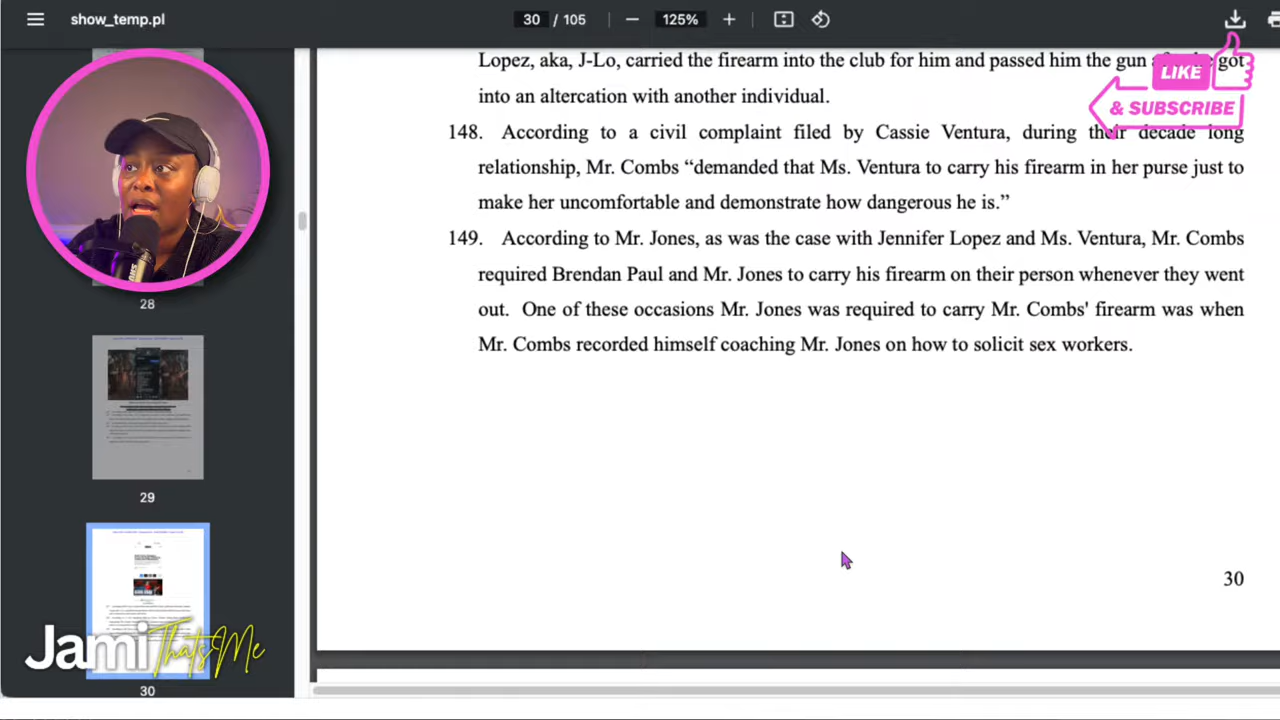 show_temp.pl
30 / 105
125%
LIKE
& SUBSCRIBE
Lopez, aka, J-Lo, carried the firearm into the club for him and passed him the gun got
into an altercation with another individual.
148. According to a civil complaint filed by Cassie Ventura, during their decade long
relationship, Mr. Combs “demanded that Ms. Ventura to carry his firearm in her purse just to
make her uncomfortable and demonstrate how dangerous he is.”
149. According to Mr. Jones, as was the case with Jennifer Lopez and Ms. Ventura, Mr. Combs
required Brendan Paul and Mr. Jones to carry his firearm on their person whenever they went
out. One of these occasions Mr. Jones was required to carry Mr. Combs' firearm was when
Mr. Combs recorded himself coaching Mr. Jones on how to solicit sex workers.
30
28
29
30
Jami ThatsMe